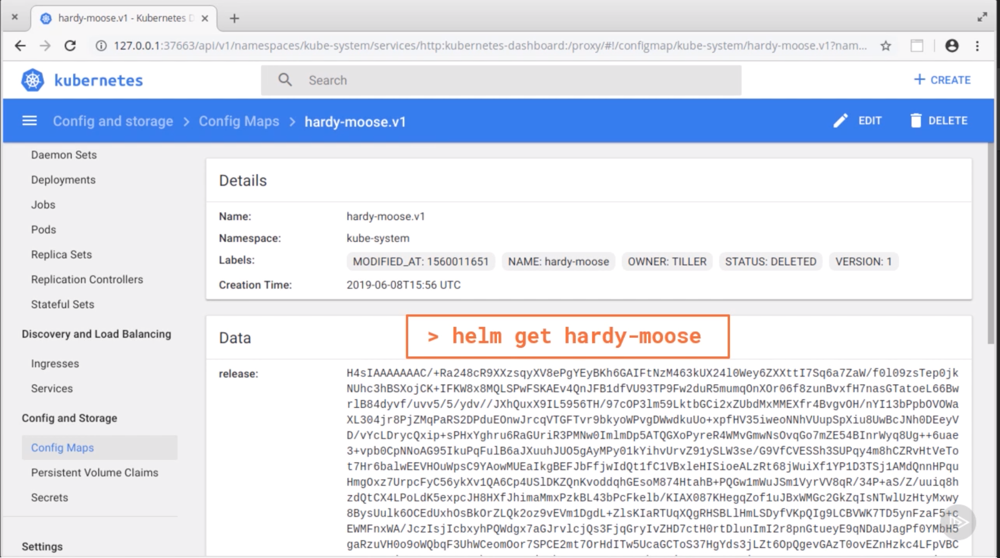 hardy-moose.v1 - Kubernetes D
127.0.0.1:37663/api/v1/namespaces/kube-system/services/http:kubernetes-dashboard:/proxy/#!/configmap/kube-system/hardy-moose.v1?nam...
kubernetes
Search
+ CREATE
Config and storage > Config Maps > hardy-moose.v1
EDIT
DELETE
Daemon Sets
Deployments
Jobs
Pods
Replica Sets
Replication Controllers
Stateful Sets
Discovery and Load Balancing
Ingresses
Services
Config and Storage
Config Maps
Persistent Volume Claims
Secrets
Settings
Details
Name: hardy-moose.v1
Namespace: kube-system
Labels: MODIFIED_AT: 1560011651 NAME: hardy-moose OWNER: TILLER STATUS: DELETED VERSION: 1
Creation Time: 2019-06-08T15:56 UTC
Data
> helm get hardy-moose
release:
H4sIAAAAAAAC/+Ra248cR9XXzsqyXV8ePgYEyBKh6GAIFtNzM463kUX24l0Wey6ZXXttI7Sq6a7ZaW/f0l09zsTep0jk
NUhc3hBSXojCK+IFKW8x8MQLSPwFSKAEv4QnJFB1dfVU93TP9Fw2duR5mumqOnXOr06f8zunBvxfH7nasGTatoeL66Bw
rlB84dyvf/uvv5/5/ydv//JXhQuxX9IL5956TH/97cOP3lm59LktbGCi2xZUbdMxMMEXfr4BvgvOH/nYI13bPpbOVOWa
XL304jr8PjZMqPaRS2DPduEOnwJrcqVTGFTvr9bkyoWPvgDWwdkuUo+xpfHV35iweoNNhVUupSpXiu8UwBcJNh0DEeyV
D/vYcLDrycQxip+sPHxYghru6RaGUriR3PMNw0ImlmDp5ATQGXoPyreR4WMvGmwNsOvqGo7mZE54BInrWyq8Ug++6uae
3+vpb0CpNNoAG95IkuPqFulB6aJXuuhJUO5gAyMPy01kYihvUrvZ91ySLW3se/G9VfCVESSh3SUPqy4m8hCZRvHtVeTo
t7Hr6balwEEVHOuWpsC9YAowMUEaIkgBEFJbFfjwIdQt1fC1VBxleHISioeALzRt68jWuiXf1YP1D3TSj1AMdQnnHPqu
HmgOxz7UrpcFyC56ykXv1QA6Cp4USlDKZQnKvoddqhGEsoM874HtahB+PQGw1mWuJSm1VyrVV8qR/34P+aS/Z/uuiq8h
zdQtCX4LPoLdK5expcJH8HXfJhimaMmxPzkBL43bPcFkelb/KIAX087KHegqZof1uJBxWMGc2GkZqIsNTwlUzHtyMxwy